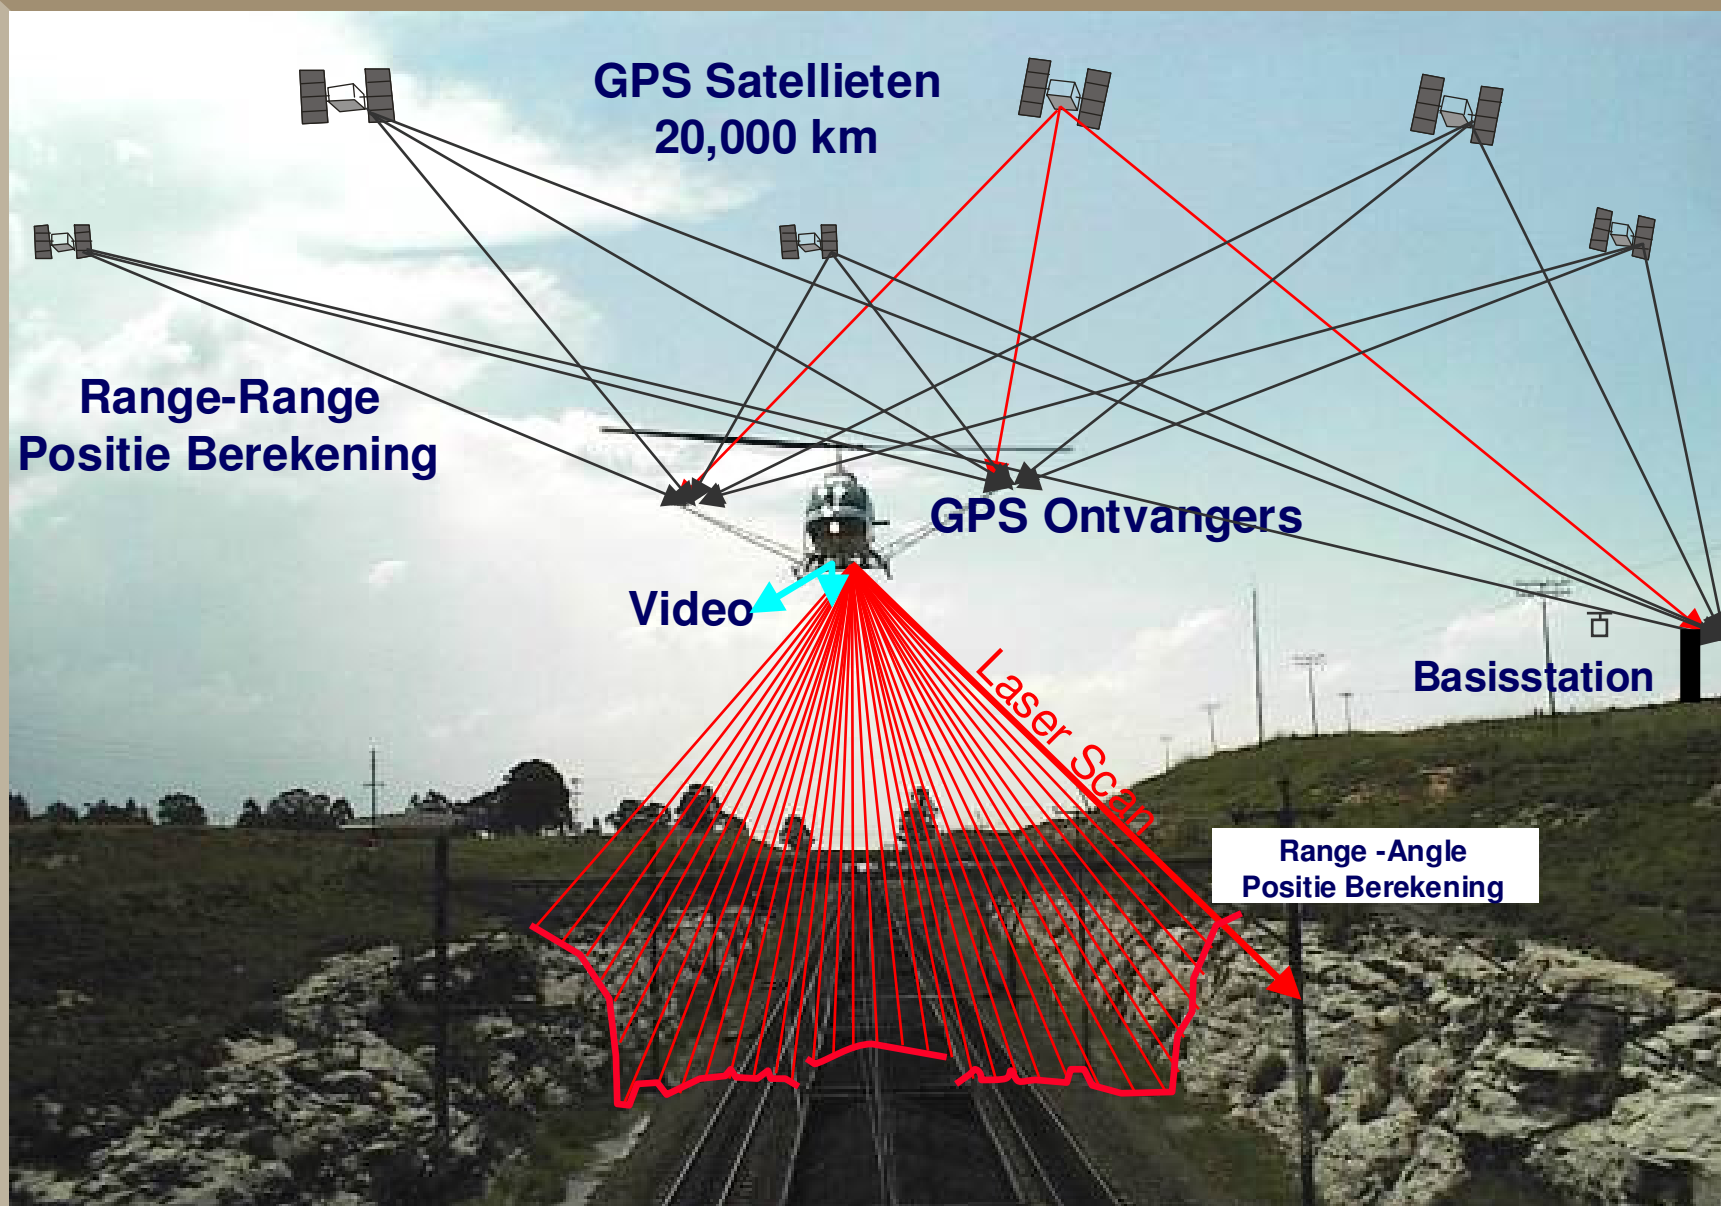 GPS Satellieten
20,000 km
Range-Range
Positie Berekening
GPS Ontvangers
Video
Basisstation
Laser Scan
Range -Angle
Positie Berekening